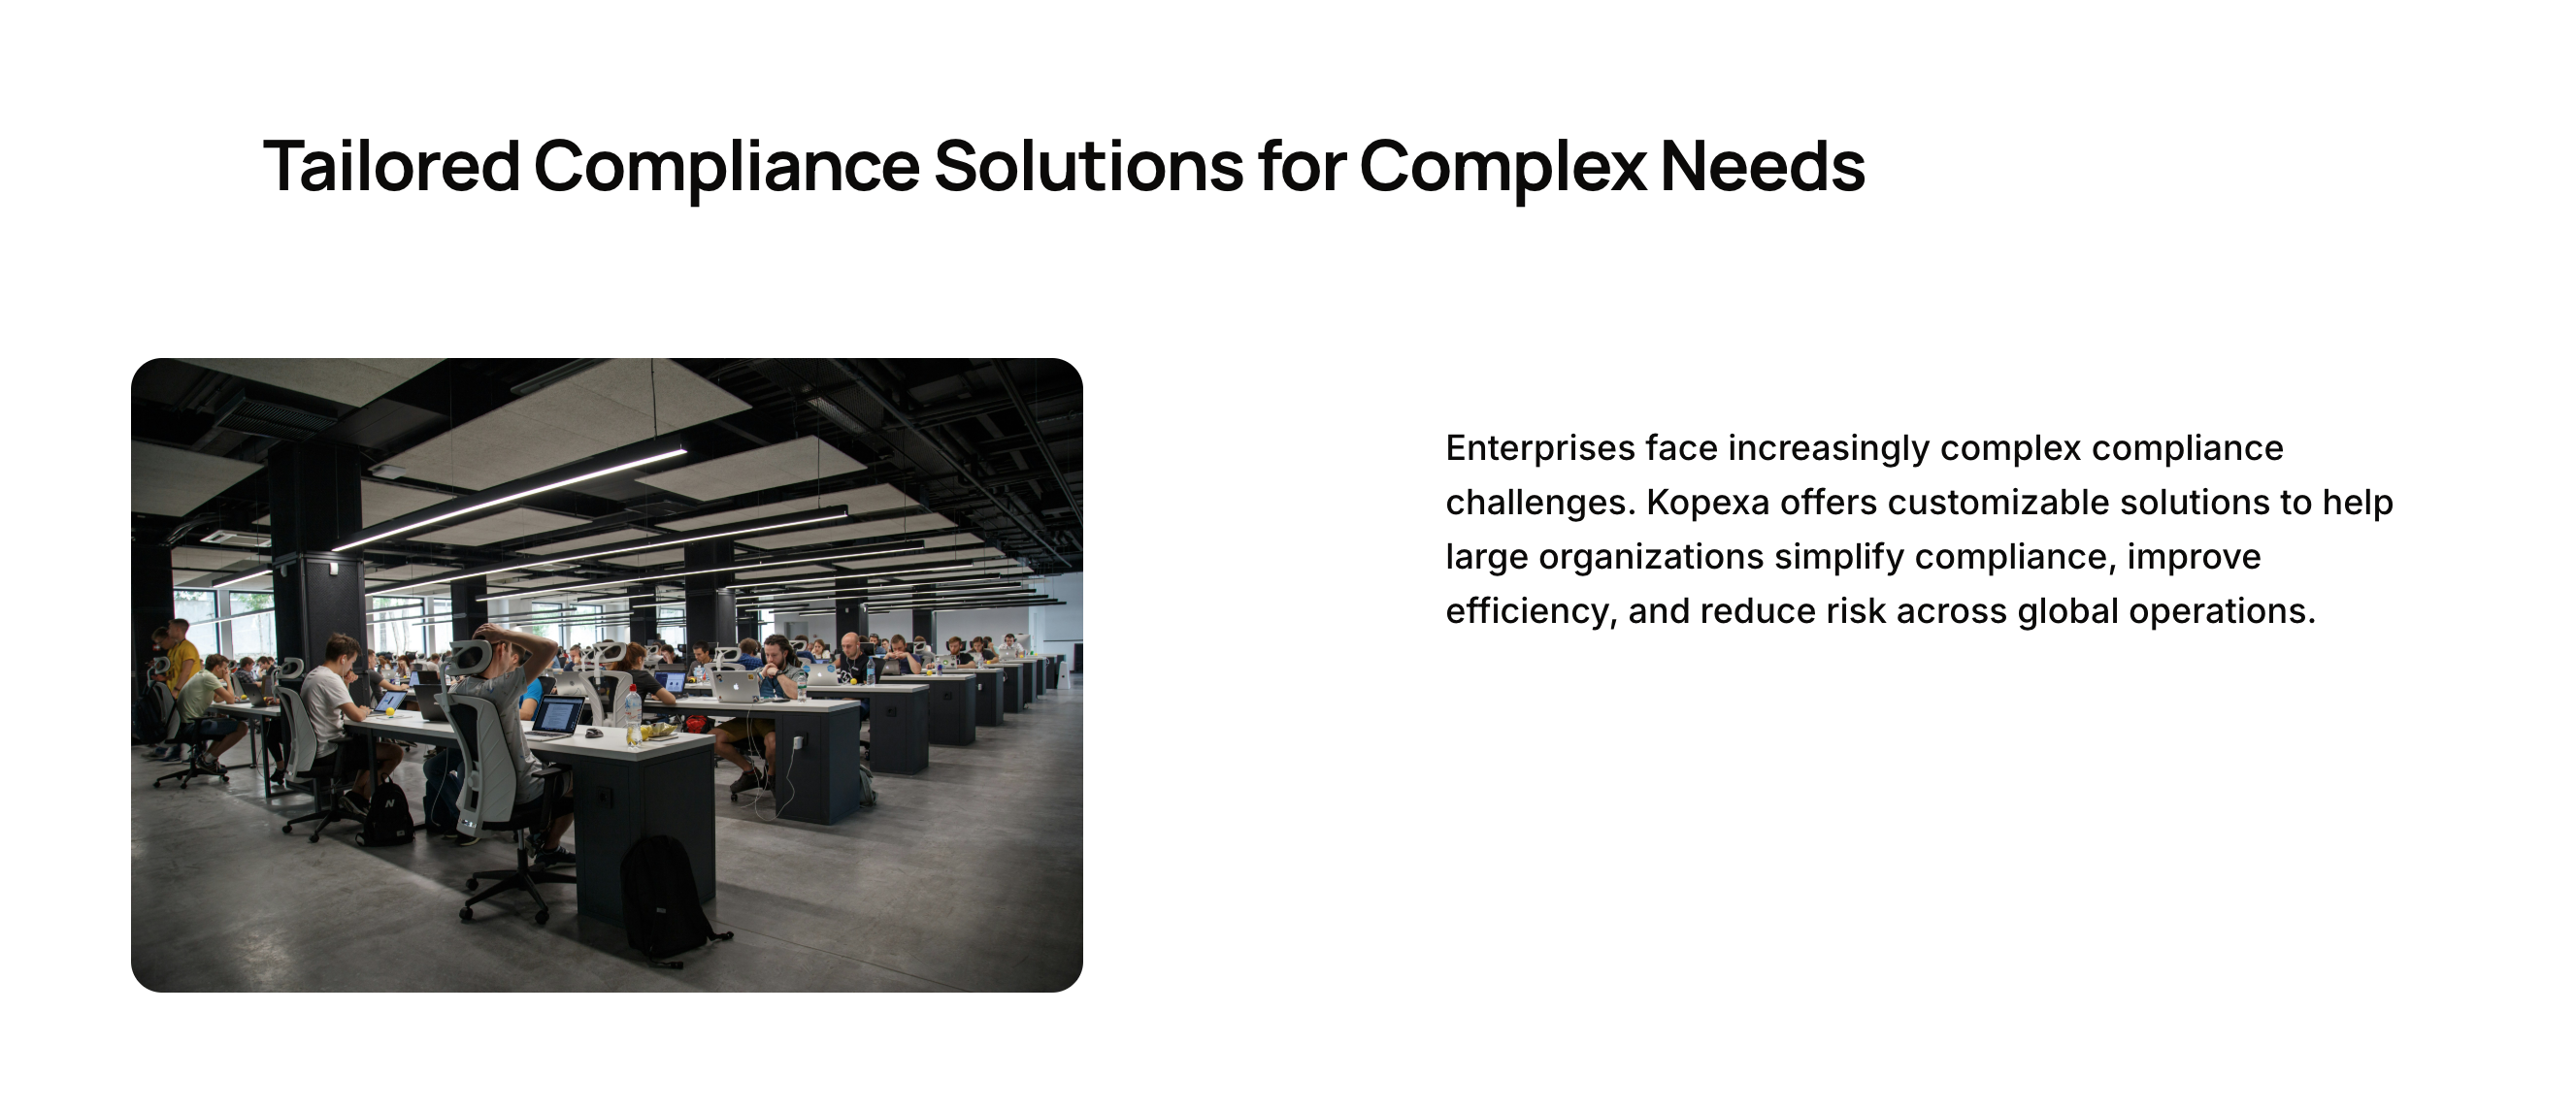 Tailored Compliance Solutions for Complex Needs
Enterprises face increasingly complex compliance
challenges. Kopexa offers customizable solutions to help
large organizations simplify compliance, improve
efficiency, and reduce risk across global operations.